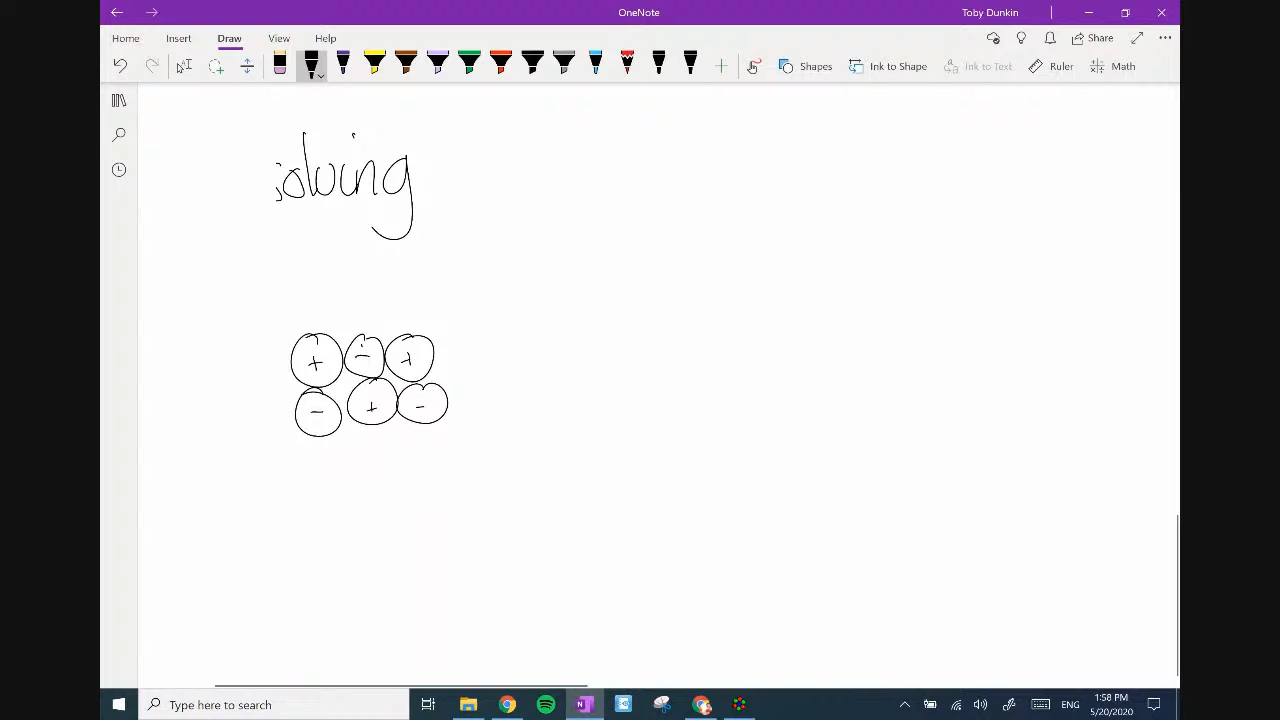 OneNote
Toby Dunkin
Home Insert Draw View Help
Share
Shapes Ink to Shape Ink to Text Ruler Math
solving
+ - +
- + -
Type here to search
ENG
1:58 PM
5/20/2020